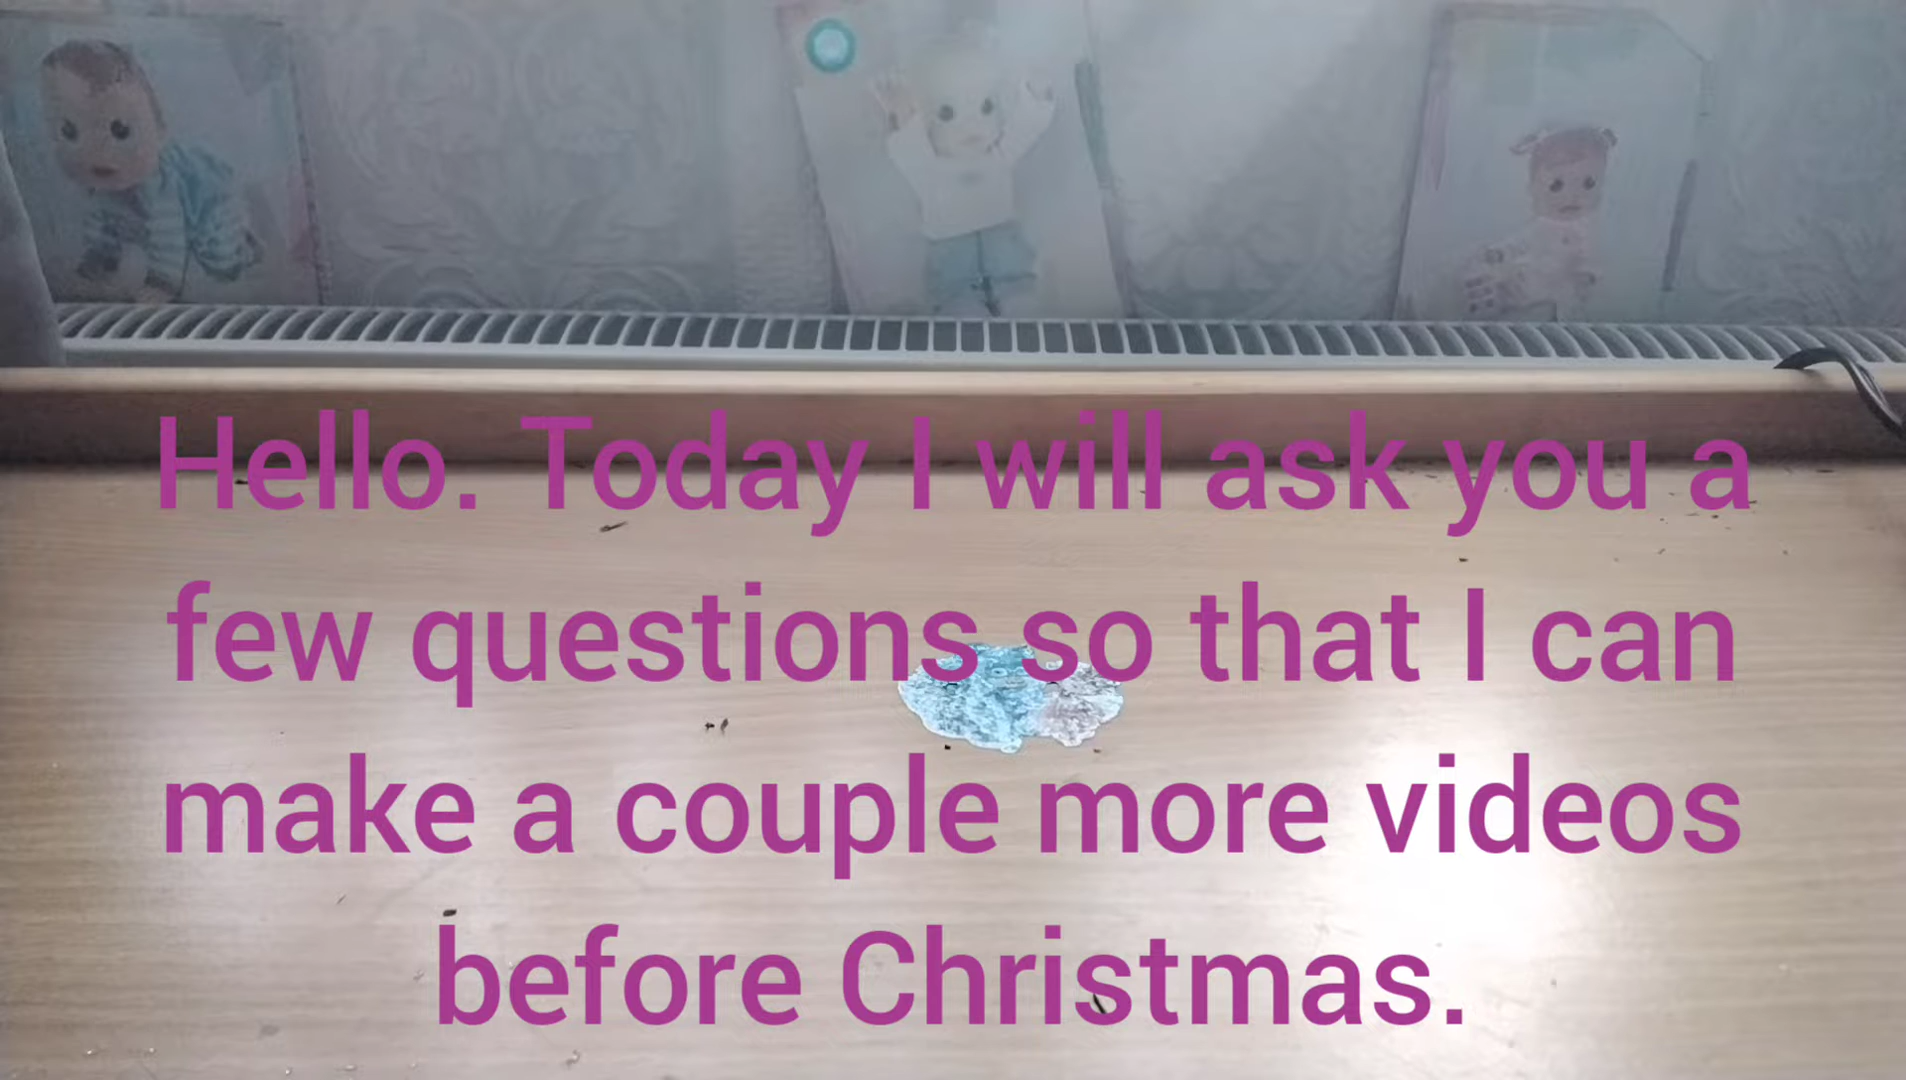 Hello. Today I will ask you a
few questions so that I can
make a couple more videos
before Christmas.